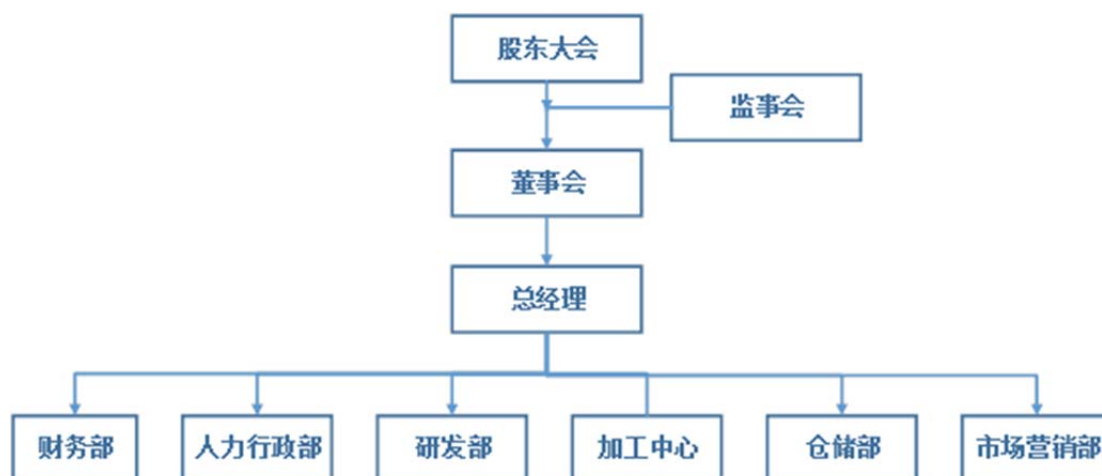 股东大会
监事会
董事会
总经理
财务部
人力行政部
研发部
加工中心
仓储部
市场营销部